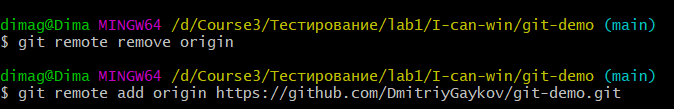 dimag@Dima MINGW64 /d/Course3/Тестирование/lab1/I-can-win/git-demo (main)
$ git remote remove origin
dimag@Dima MINGW64 /d/Course3/Тестирование/lab1/I-can-win/git-demo (main)
$ git remote add origin https://github.com/DmitriyGaykov/git-demo.git